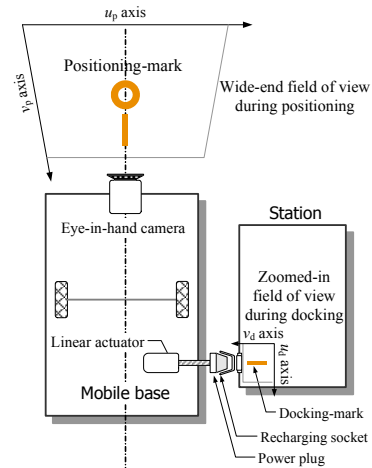 u_p axis
v_p axis
Positioning-mark
Wide-end field of view
during positioning
Eye-in-hand camera
Station
Zoomed-in
field of view
during docking
v_d axis
u_d axis
Linear actuator
Mobile base
Docking-mark
Recharging socket
Power plug